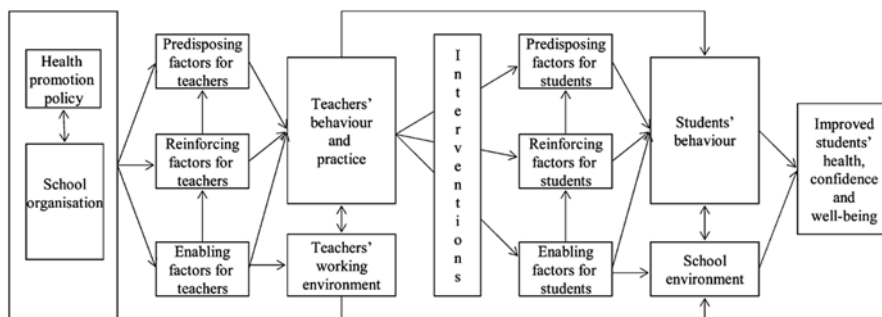 Health
promotion
policy
School
organisation
Predisposing
factors for
teachers
Reinforcing
factors for
teachers
Enabling
factors for
teachers
Teachers'
behaviour
and
practice
Teachers'
working
environment
Interventions
Predisposing
factors for
students
Reinforcing
factors for
students
Enabling
factors for
students
Students'
behaviour
School
environment
Improved
students'
health,
confidence
and
well-being